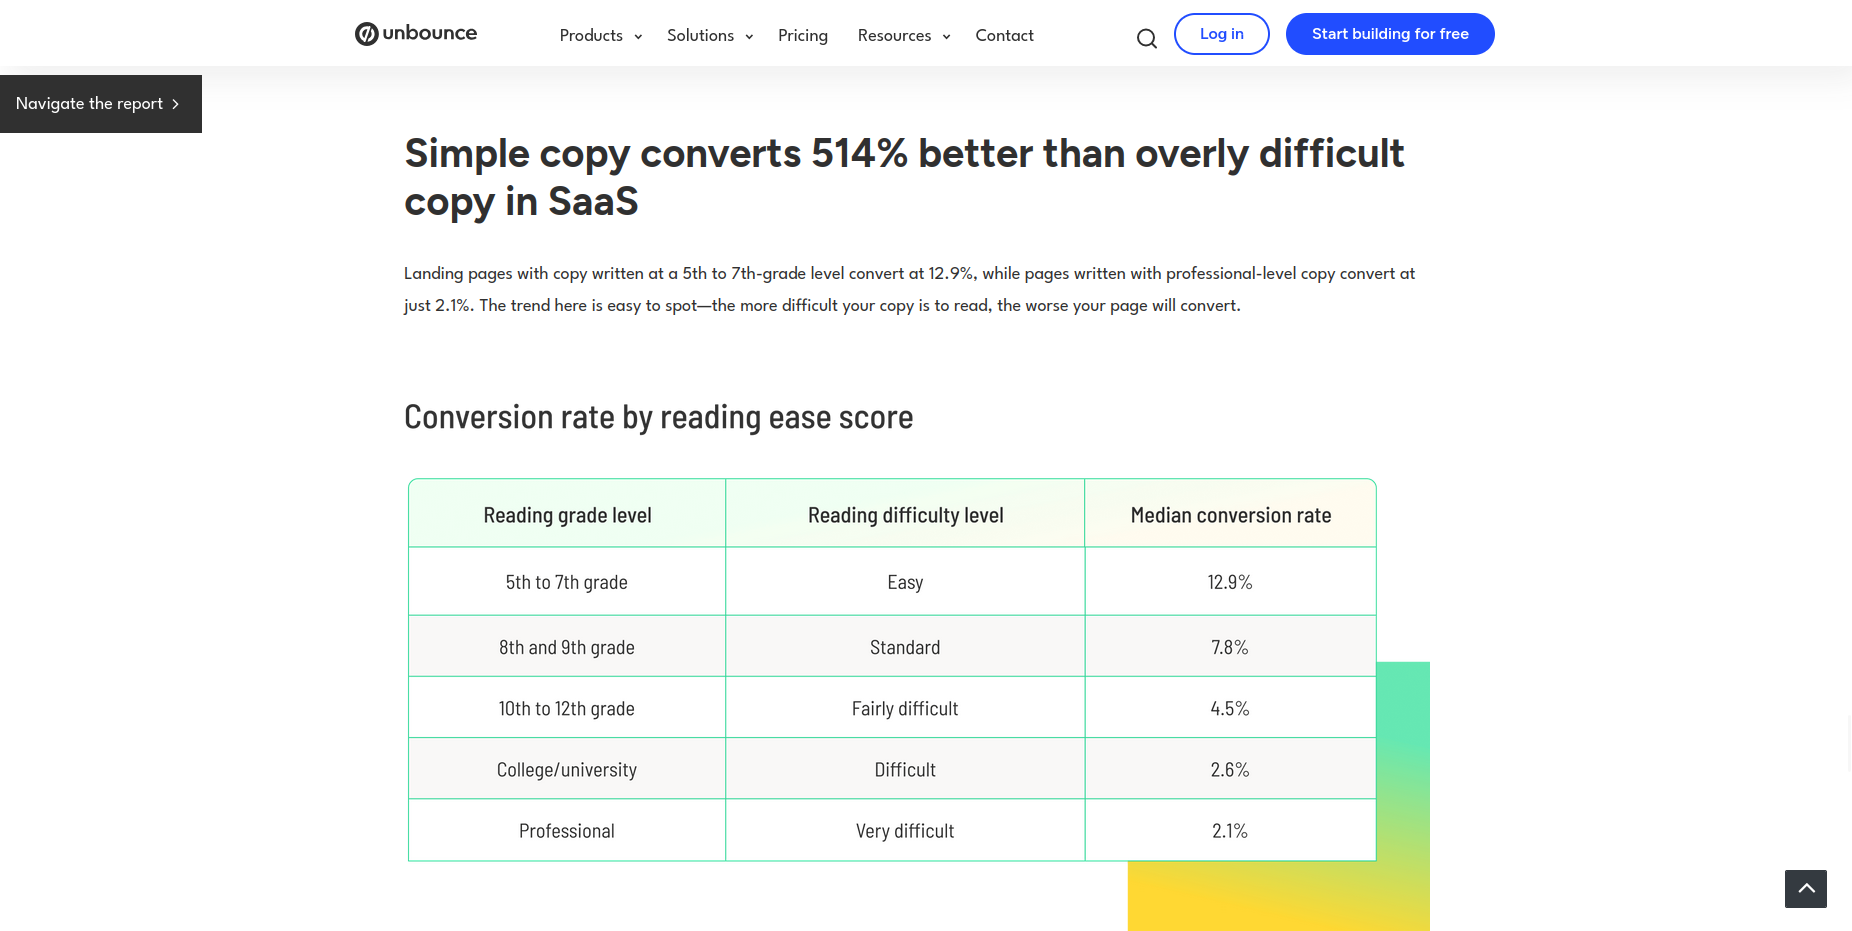 unbounce Products Solutions Pricing Resources Contact Log in Start building for free
Navigate the report
Simple copy converts 514% better than overly difficult
copy in SaaS
Landing pages with copy written at a 5th to 7th-grade level convert at 12.9%, while pages written with professional-level copy convert at
just 2.1%. The trend here is easy to spot—the more difficult your copy is to read, the worse your page will convert.
Conversion rate by reading ease score
Reading grade level Reading difficulty level Median conversion rate
5th to 7th grade Easy 12.9%
8th and 9th grade Standard 7.8%
10th to 12th grade Fairly difficult 4.5%
College/university Difficult 2.6%
Professional Very difficult 2.1%